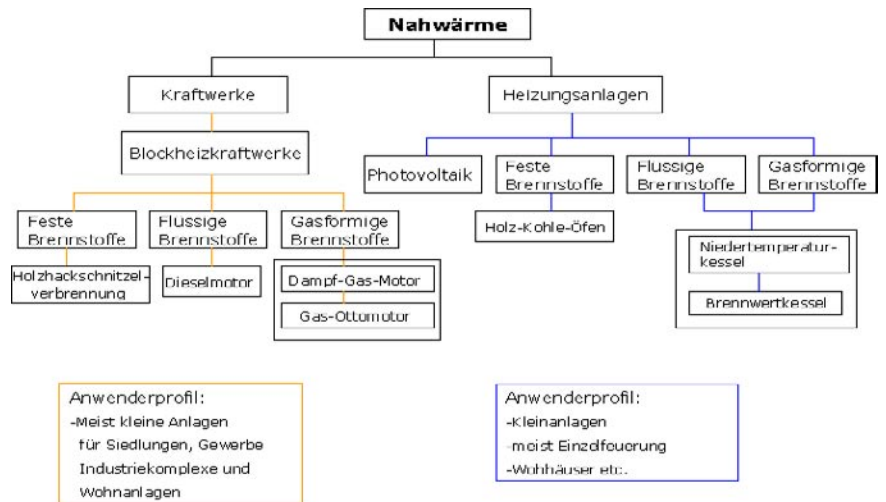 Nahwärme
Kraftwerke
Heizungsanlagen
Blockheizkraftwerke
Photovoltaik
Feste
Brennstoffe
Flüssige
Brennstoffe
Gasförmige
Brennstoffe
Feste
Brennstoffe
Flüssige
Brennstoffe
Gasförmige
Brennstoffe
Holz-Kohle-Öfen
Niedertemperatur-
kessel
Holzhackschnitzel-
verbrennung
Dieselmotor
Dampf-Gas-Motor
Brennwertkessel
Gas-Ottomotor
Anwenderprofil:
-Meist kleine Anlagen
für Siedlungen, Gewerbe
Industriekomplexe und
Wohnanlagen
Anwenderprofil:
-Kleinanlagen
-meist Einzelfeuerung
-Wohhäuser etc.